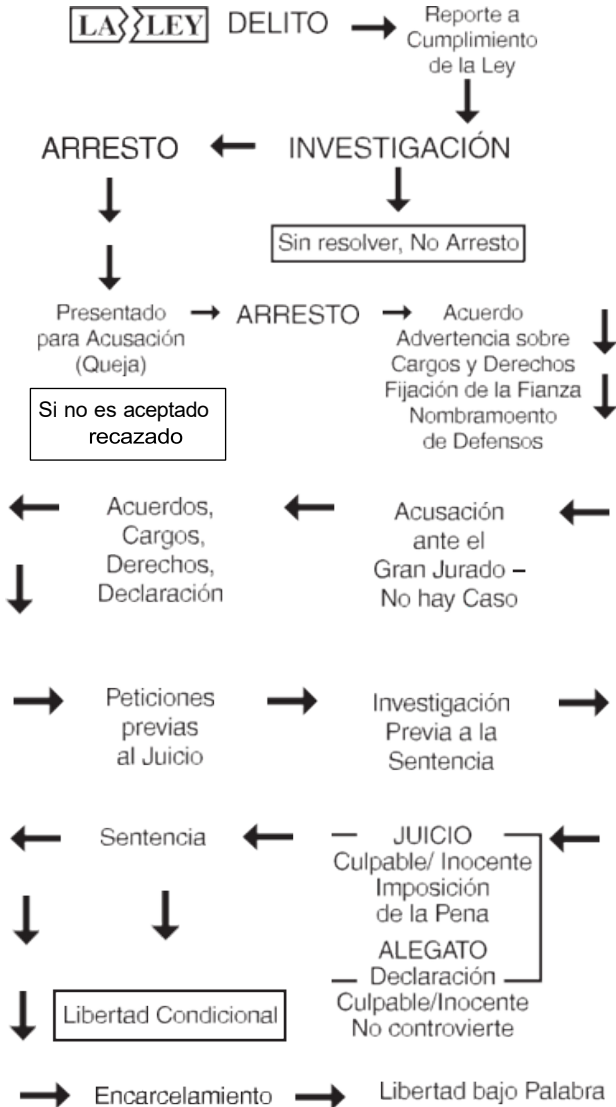 LA LEY DELITO
Reporte a
Cumplimiento
de la Ley
INVESTIGACIÓN
ARRESTO
Sin resolver, No Arresto
Presentado
para Acusación
(Queja)
Si no es aceptado
recazado
ARRESTO
Acuerdo
Advertencia sobre
Cargos y Derechos
Fijación de la Fianza
Nombramoento
de Defensos
Acusación
ante el
Gran Jurado –
No hay Caso
Acuerdos,
Cargos,
Derechos,
Declaración
Peticiones
previas
al Juicio
Investigación
Previa a la
Sentencia
JUICIO
Culpable/ Inocente
Imposición
de la Pena
ALEGATO
Declaración
Culpable/Inocente
No controvierte
Sentencia
Libertad Condicional
Encarcelamiento
Libertad bajo Palabra